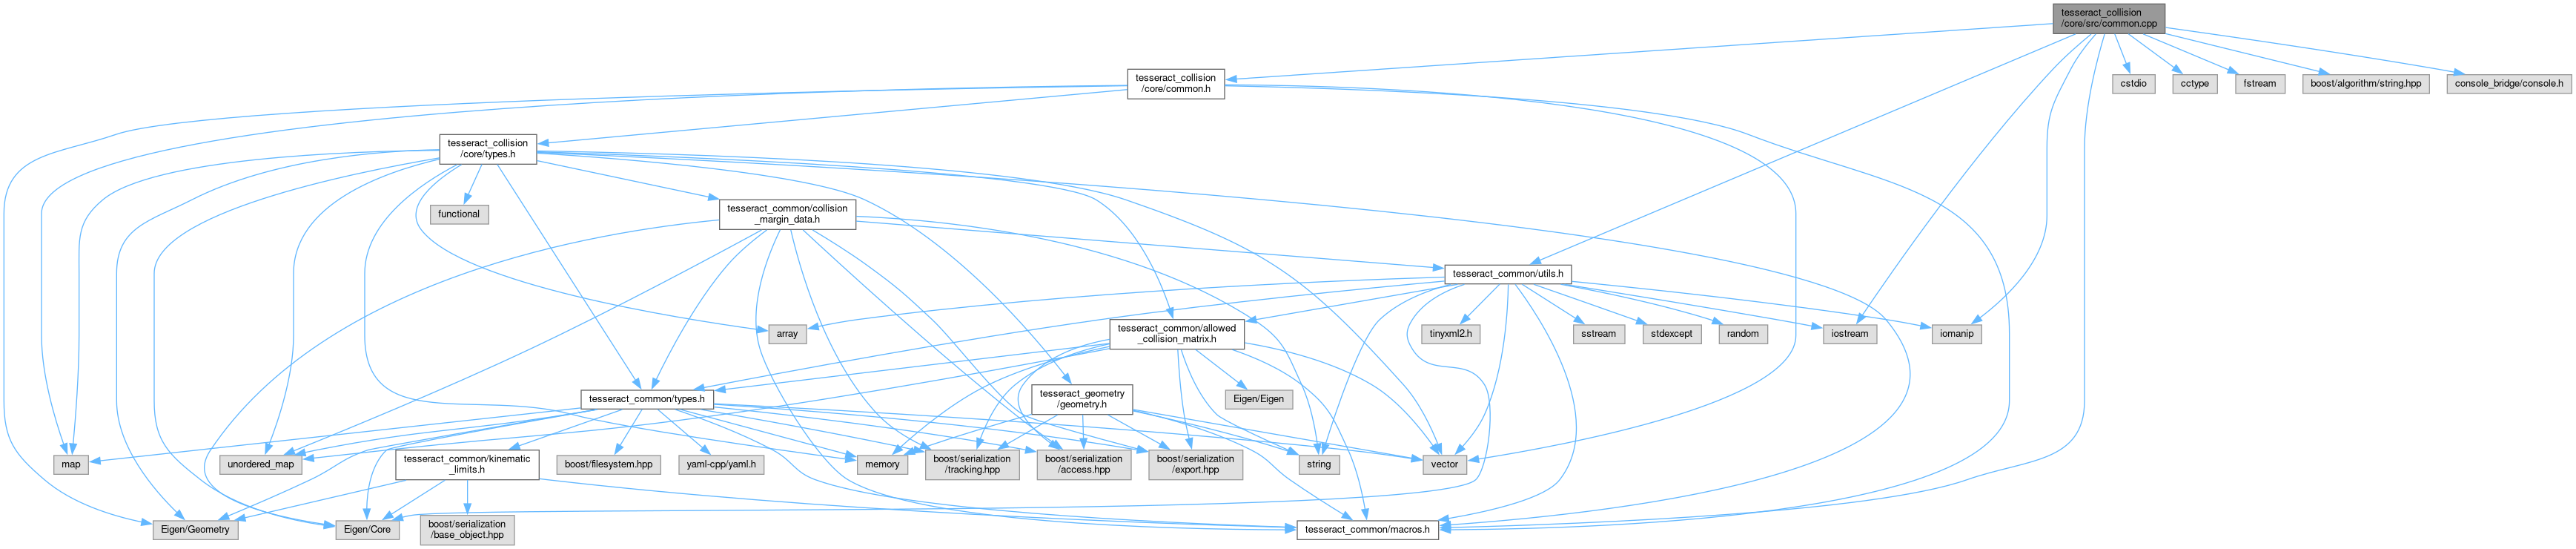 tesseract_collision
/core/src/common.cpp
tesseract_collision
/core/common.h
cstdio
cctype
fstream
boost/algorithm/string.hpp
console_bridge/console.h
tesseract_collision
/core/types.h
functional
tesseract_common/collision
_margin_data.h
tesseract_common/utils.h
array
tesseract_common/allowed
_collision_matrix.h
tinyxml2.h
sstream
stdexcept
random
iostream
iomanip
tesseract_common/types.h
tesseract_geometry
/geometry.h
Eigen/Eigen
map
unordered_map
tesseract_common/kinematic
_limits.h
boost/filesystem.hpp
yaml-cpp/yaml.h
memory
boost/serialization
/tracking.hpp
boost/serialization
/access.hpp
boost/serialization
/export.hpp
string
vector
Eigen/Geometry
Eigen/Core
boost/serialization
/base_object.hpp
tesseract_common/macros.h